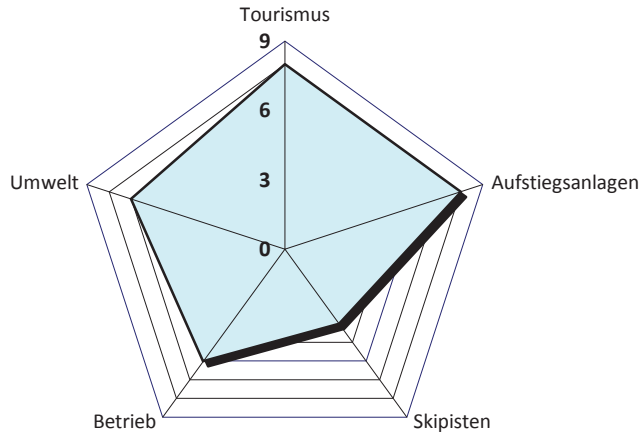 Tourismus
9
6
3
0
Umwelt
Aufstiegsanlagen
Betrieb
Skipisten